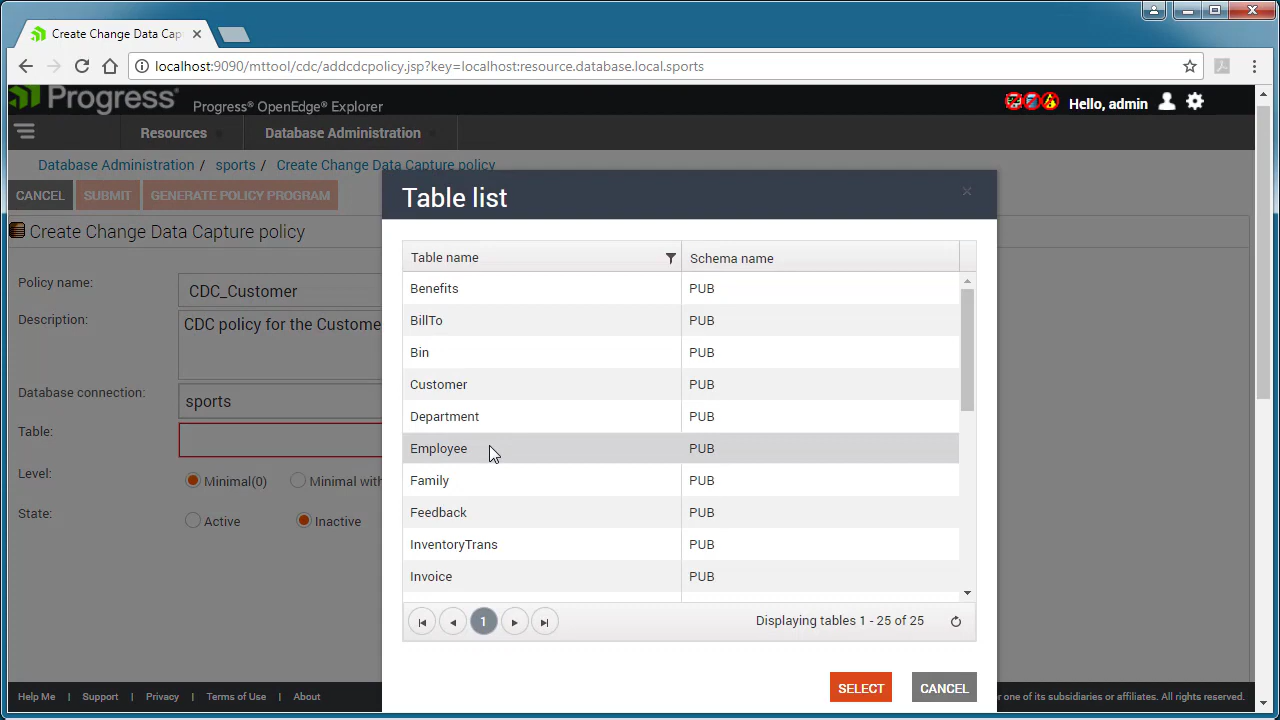 Create Change Data Cap
localhost:9090/mttool/cdc/addcdcpolicy.jsp?key=localhost:resource.database.local.sports
Progress® Progress® OpenEdge® Explorer
Hello, admin
Resources Database Administration
Database Administration / sports / Create Change Data Capture policy
CANCEL SUBMIT GENERATE POLICY PROGRAM
Create Change Data Capture policy
Policy name: CDC_Customer
Description: CDC policy for the Custome
Database connection: sports
Table:
Level: Minimal(0) Minimal with
State: Active Inactive
Table list
Table name Schema name
Benefits PUB
BillTo PUB
Bin PUB
Customer PUB
Department PUB
Employee PUB
Family PUB
Feedback PUB
InventoryTrans PUB
Invoice PUB
1 Displaying tables 1 - 25 of 25
SELECT CANCEL
Help Me | Support | Privacy | Terms of Use | About
or one of its subsidiaries or affiliates. All rights reserved.